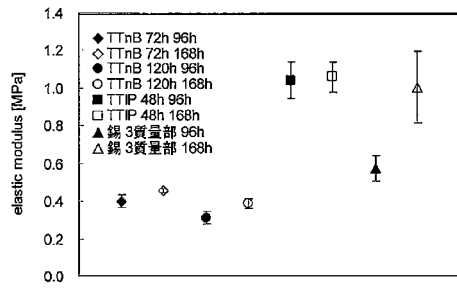 elastic modulus [MPa]
1.4
1.2
1.0
0.8
0.6
0.4
0.2
0.0
TTnB 72h 96h
TTnB 72h 168h
TTnB 120h 96h
TTnB 120h 168h
TTIP 48h 96h
TTIP 48h 168h
錫 3質量部 96h
錫 3質量部 168h